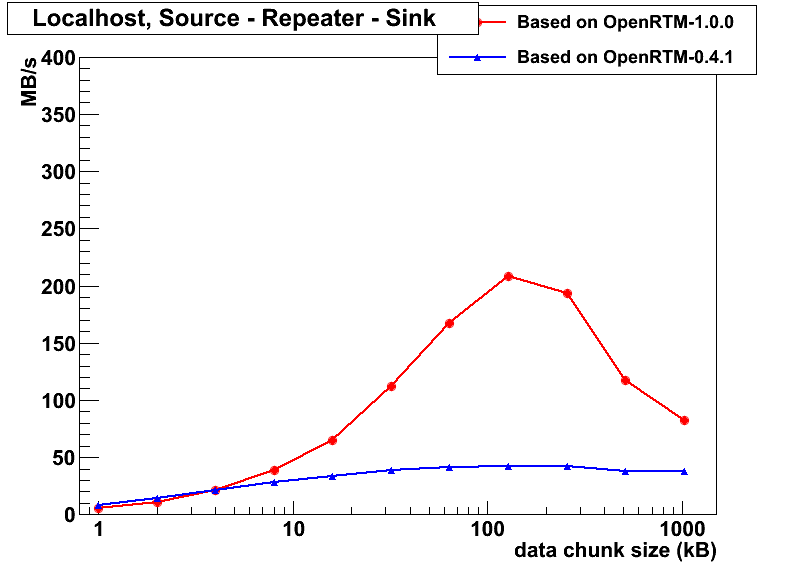 Localhost, Source - Repeater - Sink
Based on OpenRTM-1.0.0
Based on OpenRTM-0.4.1
MB/s
400
350
300
250
200
150
100
50
0
1 10 100 1000
data chunk size (kB)